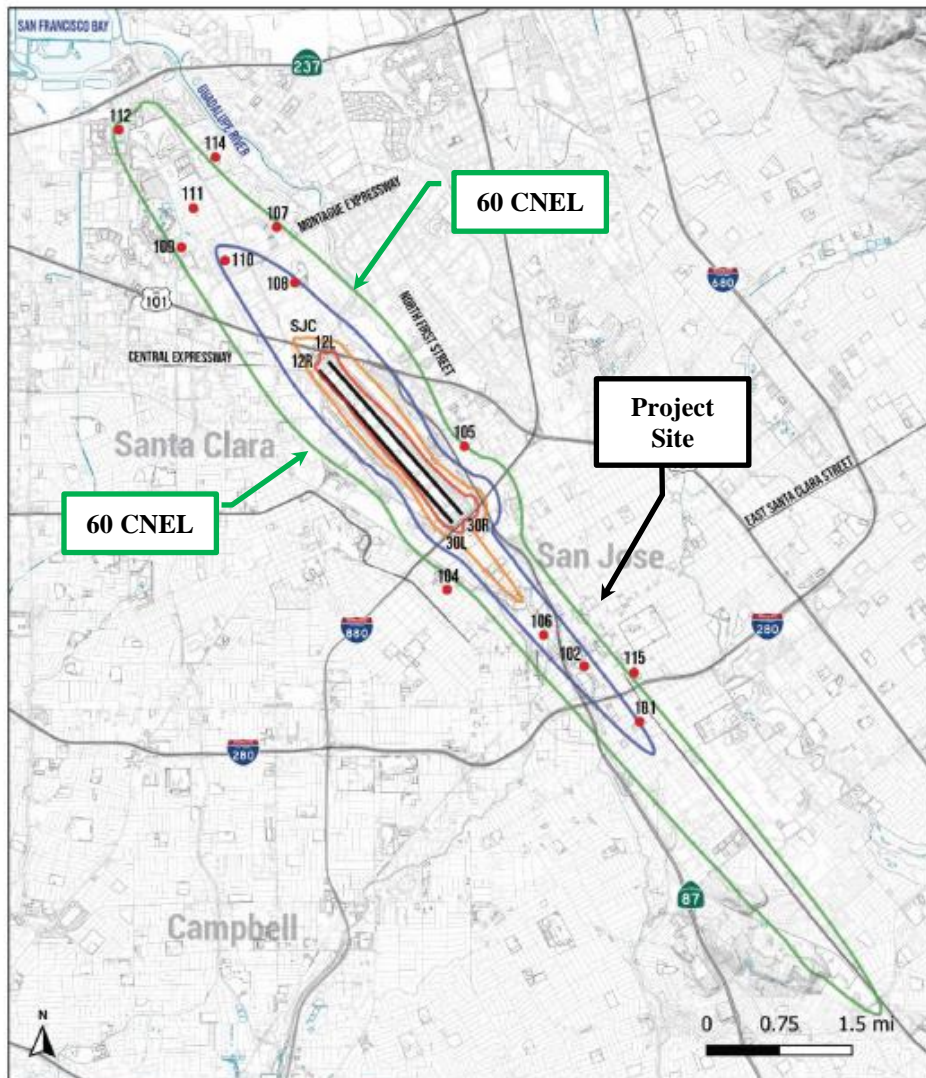 SAN FRANCISCO BAY
237
GUADALUPE RIVER
112
114
60 CNEL
111
107
MONTAGUE EXPRESSWAY
109
110
108
680
101
NORTH FIRST STREET
SJC
12L
12R
CENTRAL EXPRESSWAY
Project
Site
Santa Clara
105
EAST SANTA CLARA STREET
60 CNEL
30R
30L
San Jose
104
106
880
280
102
115
101
280
87
Campbell
N
0 0.75 1.5 mi